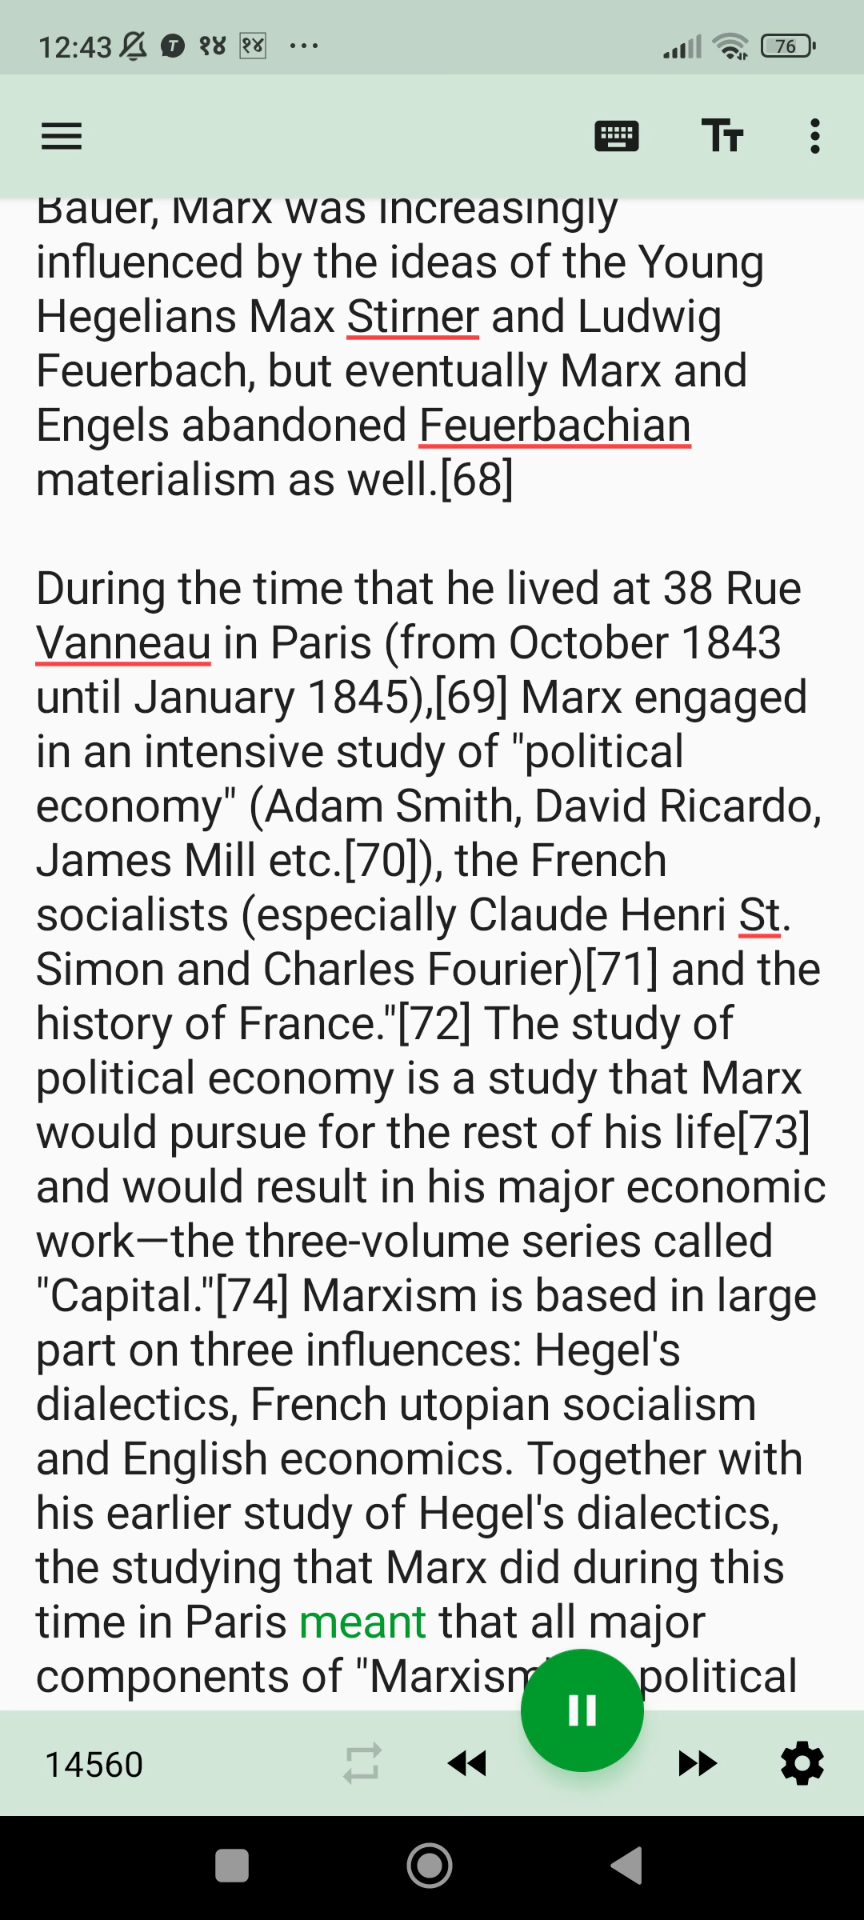 12:43 १४ १४ ... 76
Bauer, Marx was increasingly
influenced by the ideas of the Young
Hegelians Max Stirner and Ludwig
Feuerbach, but eventually Marx and
Engels abandoned Feuerbachian
materialism as well.[68]
During the time that he lived at 38 Rue
Vanneau in Paris (from October 1843
until January 1845),[69] Marx engaged
in an intensive study of "political
economy" (Adam Smith, David Ricardo,
James Mill etc.[70]), the French
socialists (especially Claude Henri St.
Simon and Charles Fourier)[71] and the
history of France."[72] The study of
political economy is a study that Marx
would pursue for the rest of his life[73]
and would result in his major economic
work—the three-volume series called
"Capital."[74] Marxism is based in large
part on three influences: Hegel's
dialectics, French utopian socialism
and English economics. Together with
his earlier study of Hegel's dialectics,
the studying that Marx did during this
time in Paris meant that all major
components of "Marxism political
14560